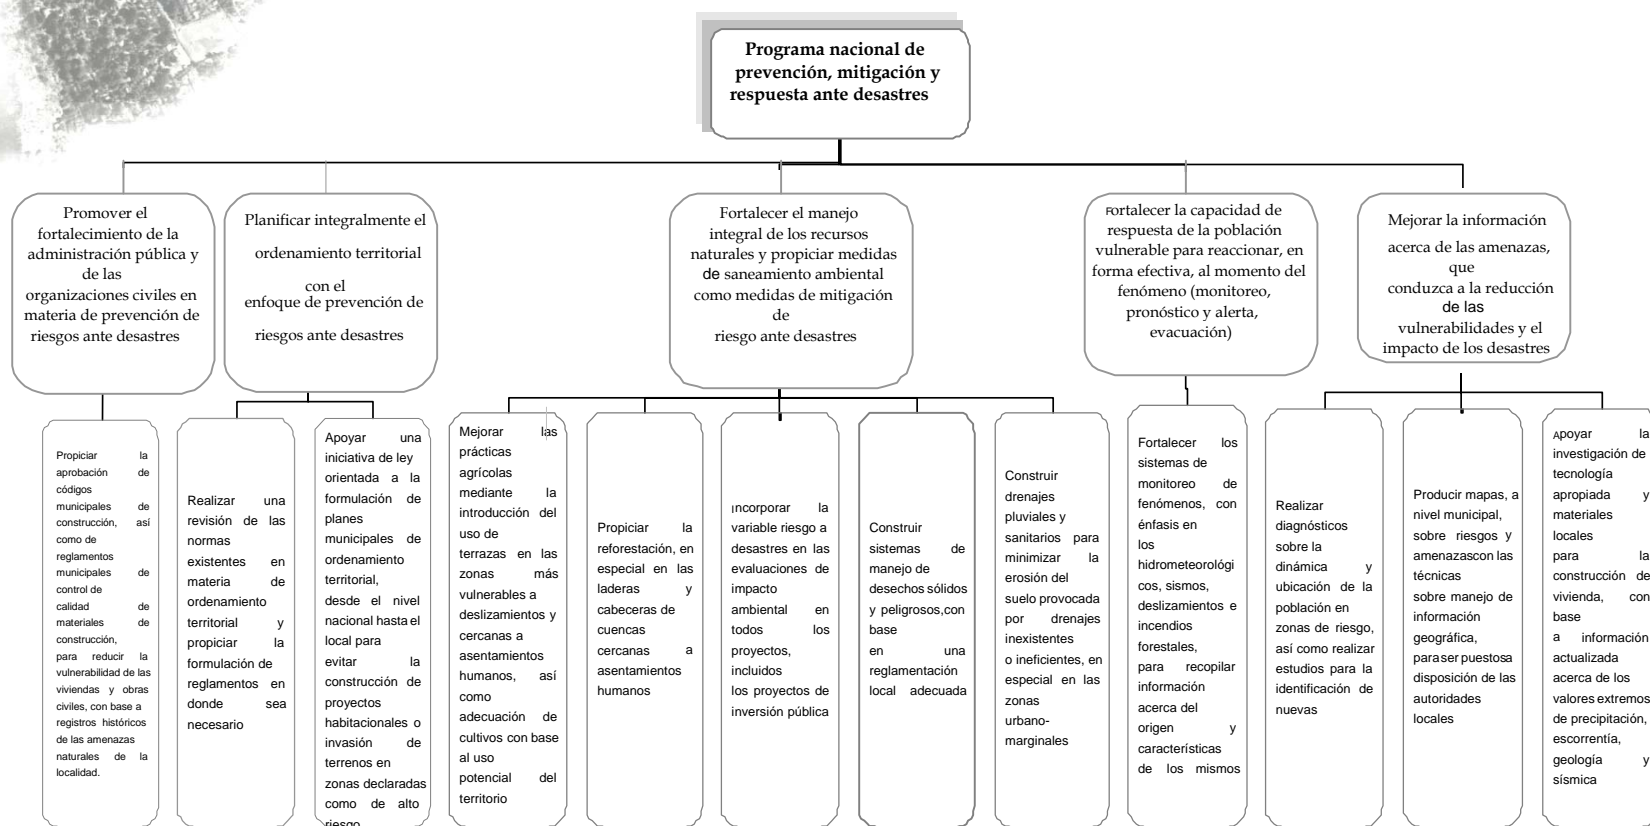 Programa nacional de
prevención, mitigación y
respuesta ante desastres
Promover el
fortalecimiento de la
administración pública y
de las
organizaciones civiles en
materia de prevención de
riesgos ante desastres
Planificar integralmente el
ordenamiento territorial
con el
enfoque de prevención de
riesgos ante desastres
Fortalecer el manejo
integral de los recursos
naturales y propiciar medidas
de saneamiento ambiental
como medidas de mitigación
de
riesgo ante desastres
Fortalecer la capacidad de
respuesta de la población
vulnerable para reaccionar, en
forma efectiva, al momento del
fenómeno (monitoreo,
pronóstico y alerta,
evacuación)
Mejorar la información
acerca de las amenazas,
que
conduzca a la reducción
de las
vulnerabilidades y el
impacto de los desastres
Propiciar la
aprobación de
códigos
municipales de
construcción, así
como de
reglamentos
municipales de
control de
calidad de
materiales de
construcción,
para reducir la
vulnerabilidad de las
viviendas y obras
civiles, con base a
registros históricos
de las amenazas
naturales de la
localidad.
Realizar una
revisión de las
normas
existentes en
materia de
ordenamiento
territorial y
propiciar la
formulación de
reglamentos en
donde sea
necesario
Apoyar una
iniciativa de ley
orientada a la
formulación de
planes
municipales de
ordenamiento
territorial,
desde el nivel
nacional hasta el
local para
evitar la
construcción de
proyectos
habitacionales o
invasión de
terrenos en
zonas declaradas
como de alto
riesgo
Mejorar las
prácticas
agrícolas
mediante la
introducción del
uso de
terrazas en las
zonas más
vulnerables a
deslizamientos y
cercanas a
asentamientos
humanos, así
como
adecuación de
cultivos con base
al uso
potencial del
territorio
Propiciar la
reforestación, en
especial en las
laderas y
cabeceras de
cuencas
cercanas a
asentamientos
humanos
Incorporar la
variable riesgo a
desastres en las
evaluaciones de
impacto
ambiental en
todos los
proyectos,
incluidos
los proyectos de
inversión pública
Construir
sistemas de
manejo de
desechos sólidos
y peligrosos,con
base
en una
reglamentación
local adecuada
Construir
drenajes
pluviales y
sanitarios para
minimizar la
erosión del
suelo provocada
por drenajes
inexistentes
o ineficientes, en
especial en las
zonas
urbano-
marginales
Fortalecer los
sistemas de
monitoreo de
fenómenos, con
énfasis en
los
hidrometeorológi
cos, sismos,
deslizamientos e
incendios
forestales,
para recopilar
información
acerca del
origen y
características
de los mismos
Realizar
diagnósticos
sobre la
dinámica y
ubicación de la
población en
zonas de riesgo,
así como realizar
estudios para la
identificación de
nuevas
Producir mapas, a
nivel municipal,
sobre riesgos y
amenazascon las
técnicas
sobre manejo de
información
geográfica,
paraser puestosa
disposición de las
autoridades
locales
Apoyar la
investigación de
tecnología
apropiada y
materiales
locales
para la
construcción de
vivienda, con
base
a información
actualizada
acerca de los
valores extremos
de precipitación,
escorrentía,
geología y
sísmica